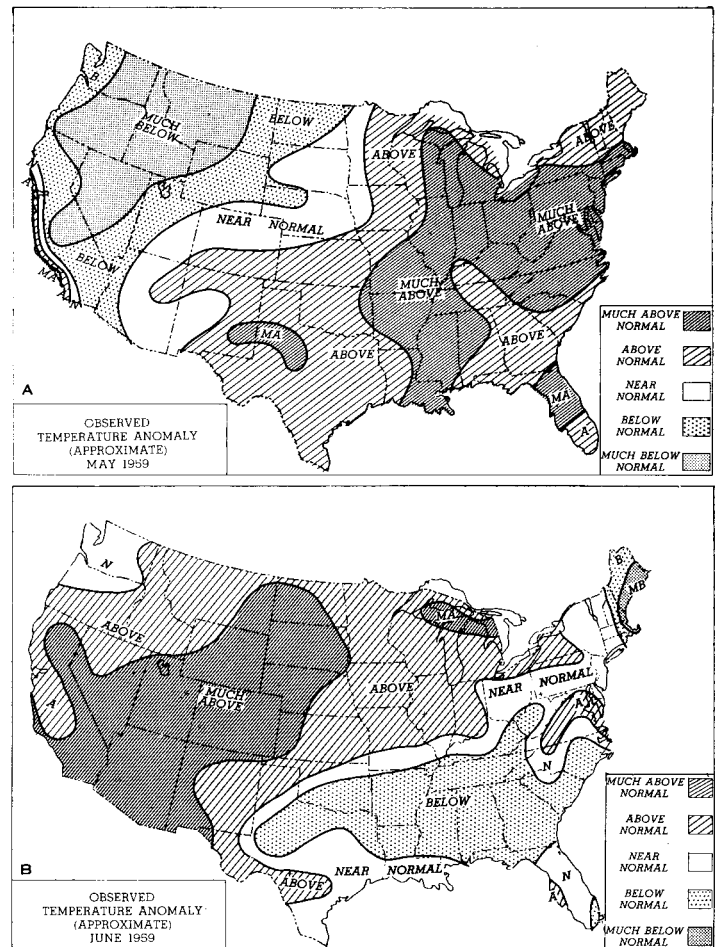 B
MUCH
BELOW
BELOW
ABOVE
ABOVE
MUCH
ABOVE
NEAR NORMAL
A
BELOW
MA
MUCH
ABOVE
MA
ABOVE
ABOVE
MA
A
A
OBSERVED
TEMPERATURE ANOMALY
(APPROXIMATE)
MAY 1959
MUCH ABOVE
NORMAL
ABOVE
NORMAL
NEAR
NORMAL
BELOW
NORMAL
MUCH BELOW
NORMAL
N
B
MB
MA
ABOVE
MUCH
ABOVE
ABOVE
NEAR NORMAL
A
A
N
BELOW
NEAR NORMAL
ABOVE
N
A
B
OBSERVED
TEMPERATURE ANOMALY
(APPROXIMATE)
JUNE 1959
MUCH ABOVE
NORMAL
ABOVE
NORMAL
NEAR
NORMAL
BELOW
NORMAL
MUCH BELOW
NORMAL